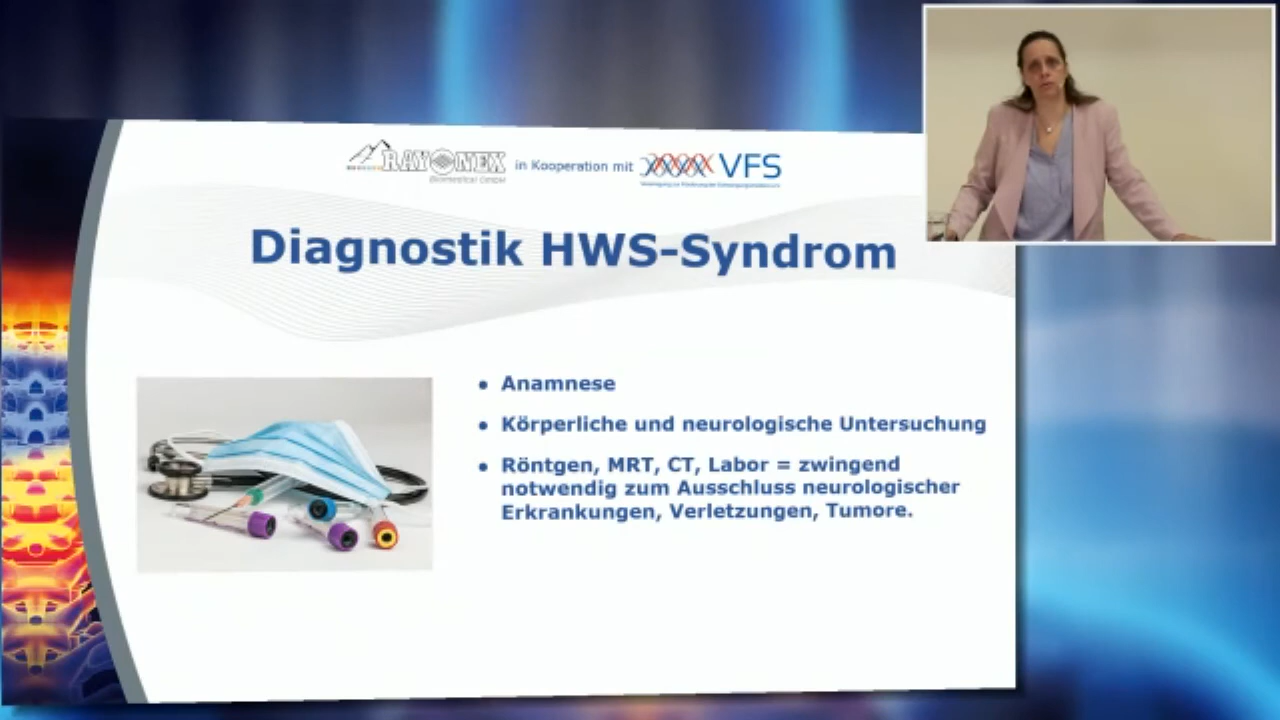 RAYONEX
Biomedical GmbH
in Kooperation mit
VFS
Diagnostik HWS-Syndrom
• Anamnese
• Körperliche und neurologische Untersuchung
• Röntgen, MRT, CT, Labor = zwingend
notwendig zum Ausschluss neurologischer
Erkrankungen, Verletzungen, Tumore.